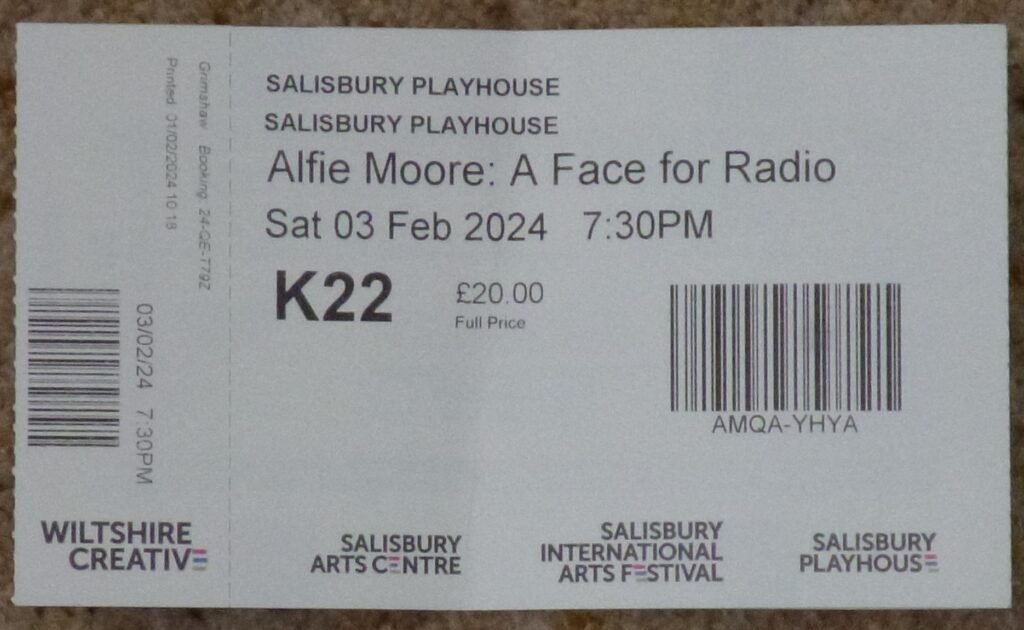 Grimshaw Booking 24-QE-T79Z
Printed 01/02/2024 10:18
03/02/24 7:30PM
WILTSHIRE
CREATIVE
SALISBURY PLAYHOUSE
SALISBURY PLAYHOUSE
Alfie Moore: A Face for Radio
Sat 03 Feb 2024 7:30PM
K22
£20.00
Full Price
AMQA-YHYA
SALISBURY
ARTS CENTRE
SALISBURY
INTERNATIONAL
ARTS FESTIVAL
SALISBURY
PLAYHOUSE